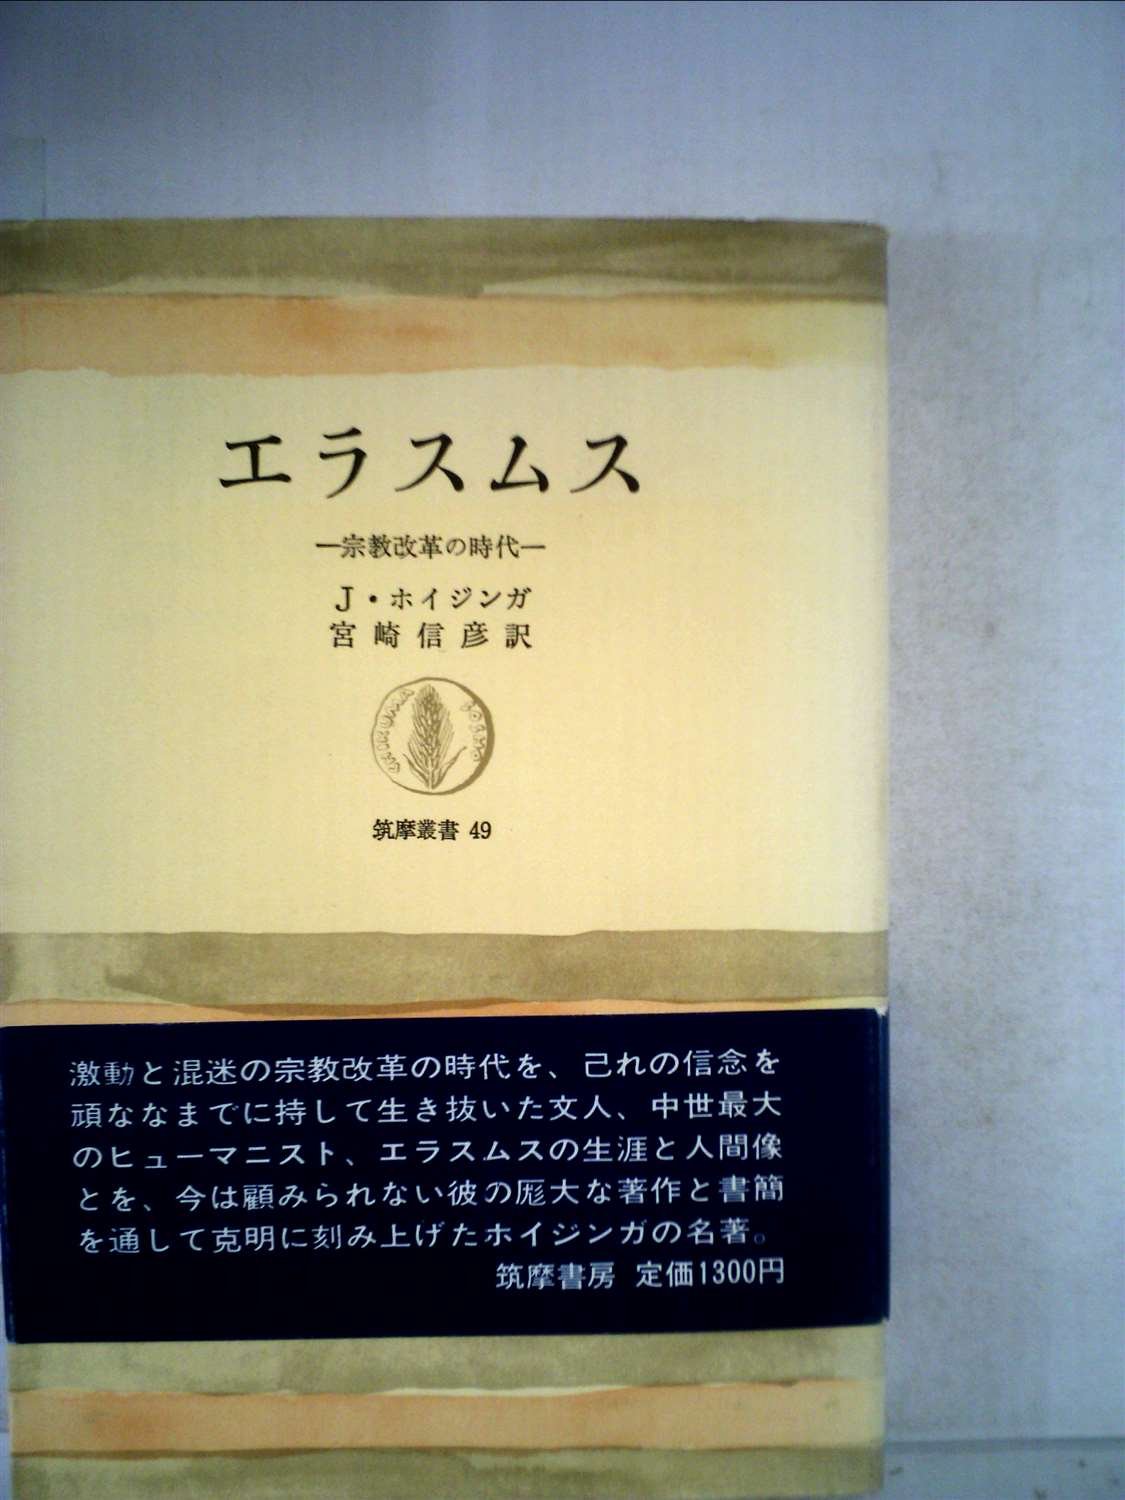 エラスムス
―宗教改革の時代―
J・ホイジンガ
宮崎信彦訳
筑摩叢書 49
激動と混迷の宗教改革の時代を、己れの信念を
頑ななまでに持して生き抜いた文人、中世最大
のヒューマニスト、エラスムスの生涯と人間像
とを、今は顧みられない彼の厖大な著作と書簡
を通して克明に刻み上げたホイジンガの名著。
筑摩書房 定価1300円